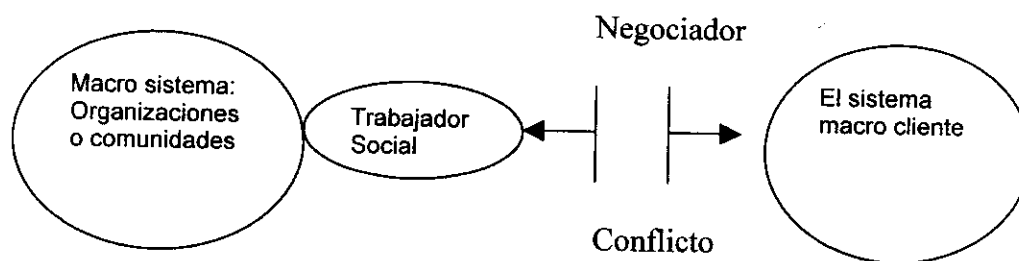 Negociador
Macro sistema:
Organizaciones
o comunidades
Trabajador
Social
El sistema
macro cliente
Conflicto